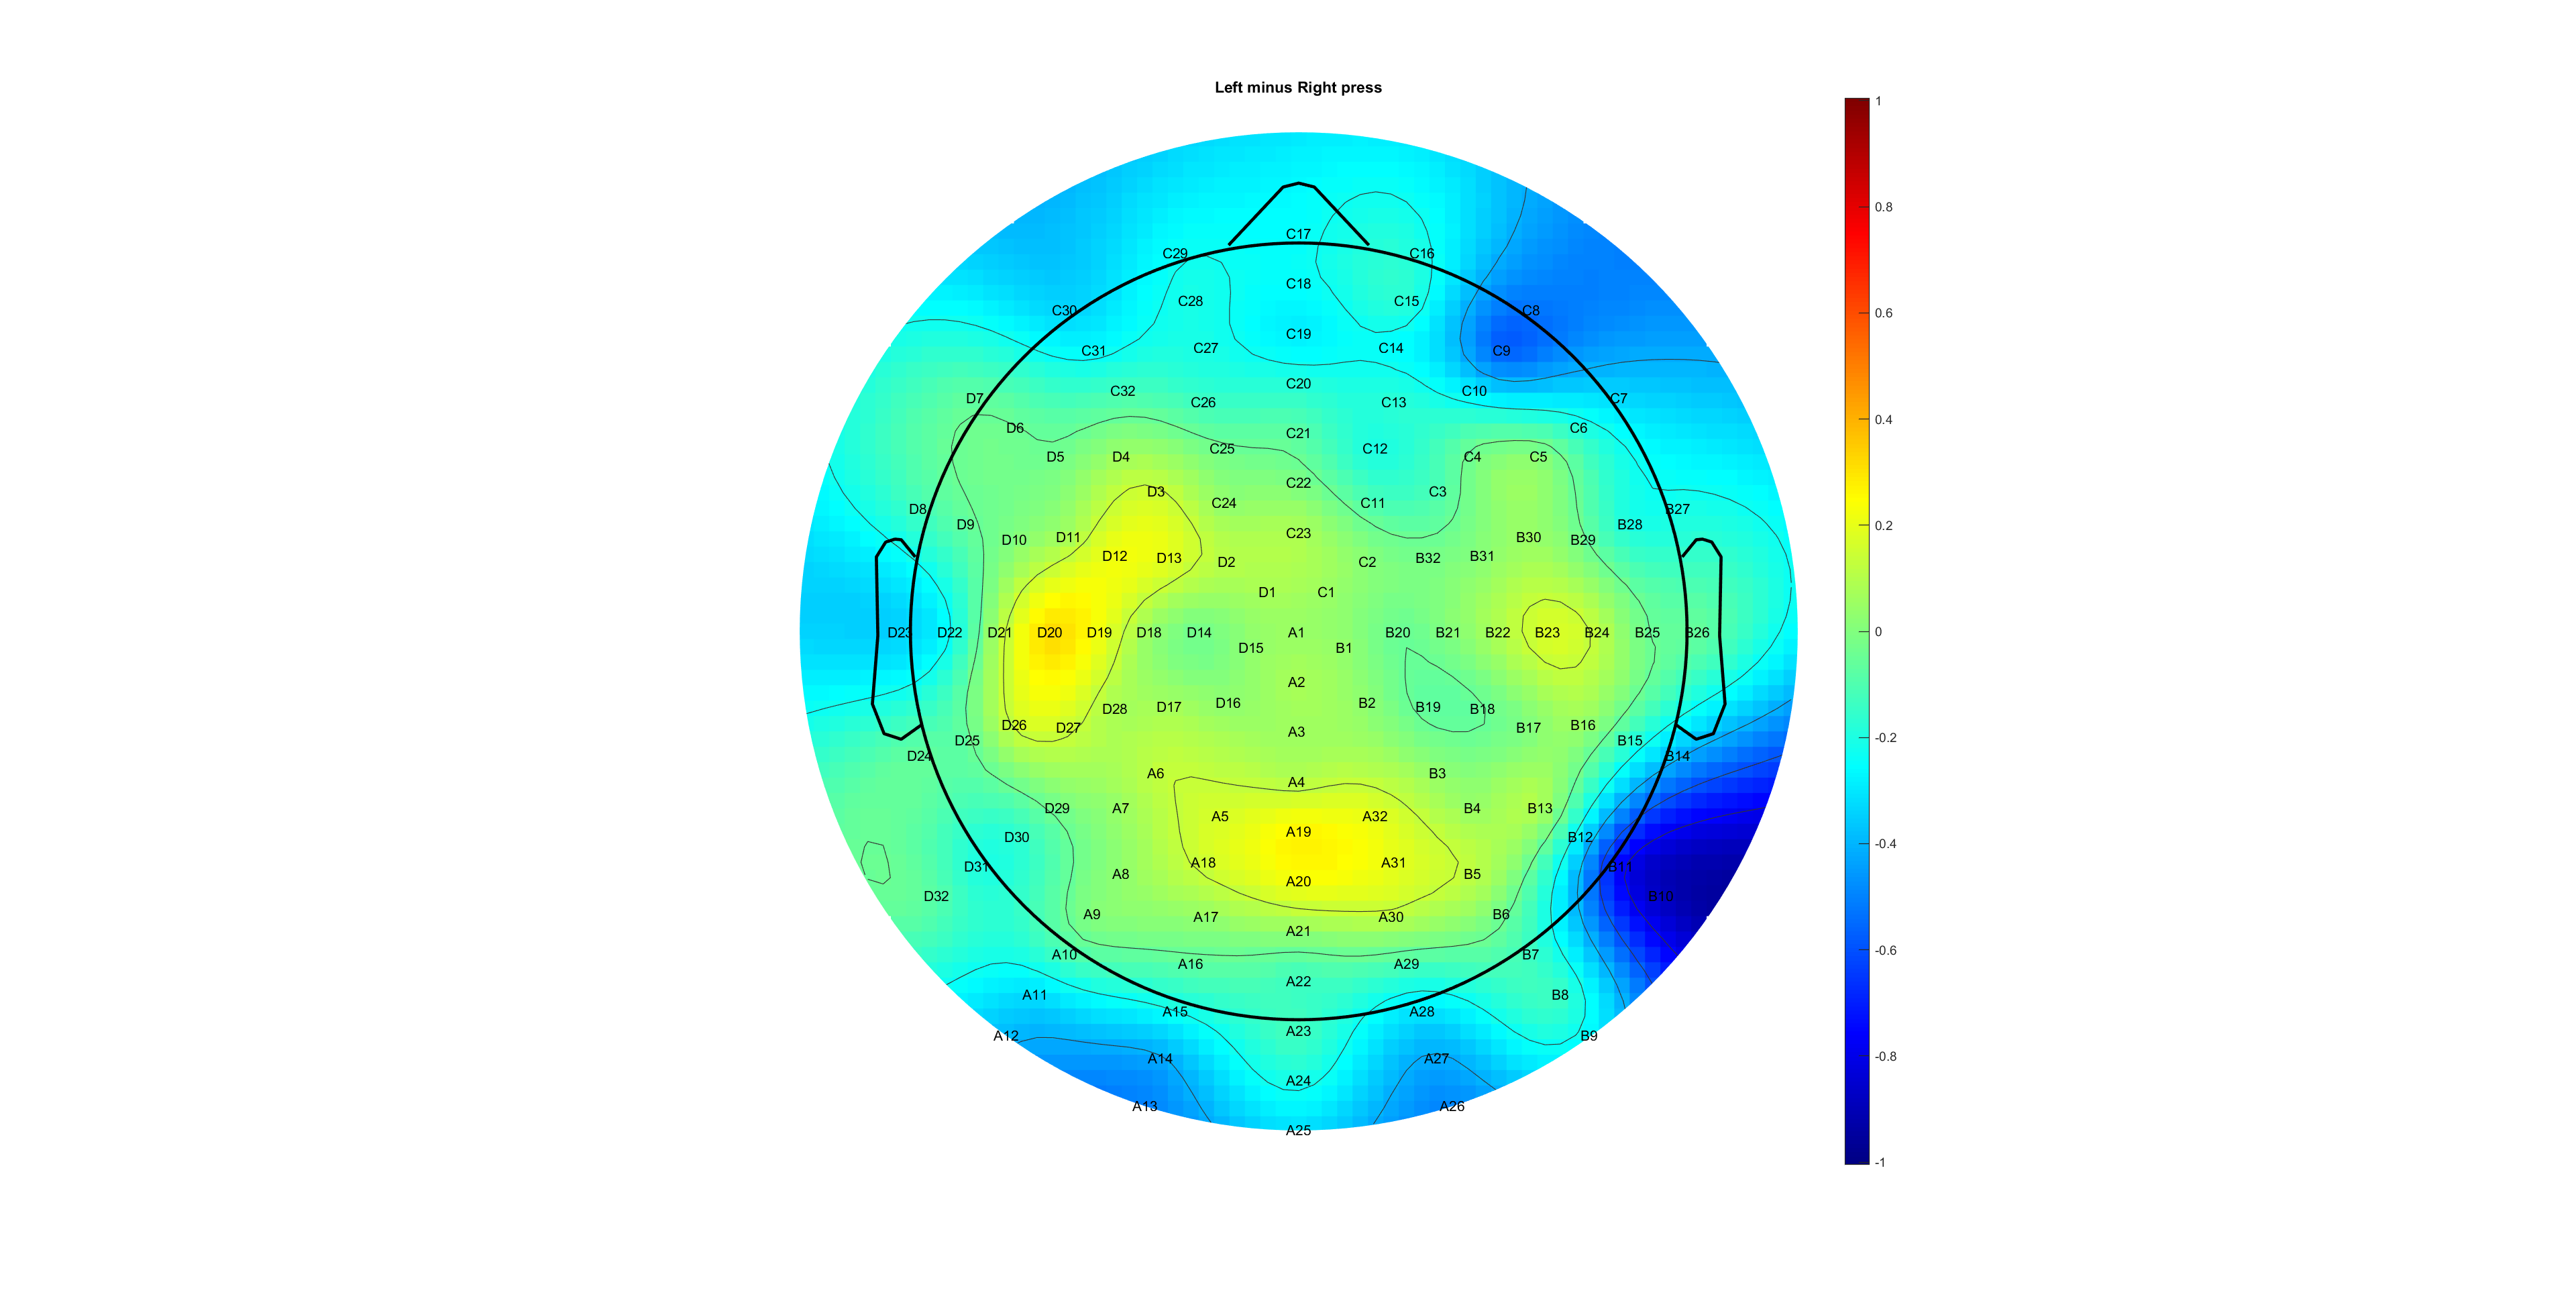 Left minus Right press
1
0.8
0.6
0.4
0.2
0
-0.2
-0.4
-0.6
-0.8
-1
C17
C29 C16
C18
C28 C15
C30 C8
C19
C27 C14
C31 C9
C20
C32 C10
D7 C7
C26 C13
D6 C6
C21
C25 C12
D5 D4 C4 C5
C22
D3 C3
C24 C11
D8 B27
D9 B28
C23
D11 B30
D10 B29
D12 D13 B32 B31
D2 C2
D1 C1
D23 D22 D21 D20 D19 D18 D14 A1 B20 B21 B22 B23 B24 B25 B26
D15 B1
A2
D16 B2
D28 D17 B19 B18
D26 B16
D27 B17
A3
D25 B15
D24 B14
A6 B3
A4
D29 A7 B4 B13
A5 A32
A19
D30 B12
A18 A31
D31 B11
A8 B5
A20
D32 B10
A9 B6
A17 A30
A21
A10 B7
A16 A29
A22
A11 B8
A15 A28
A23
A12 B9
A14 A27
A24
A13 A26
A25